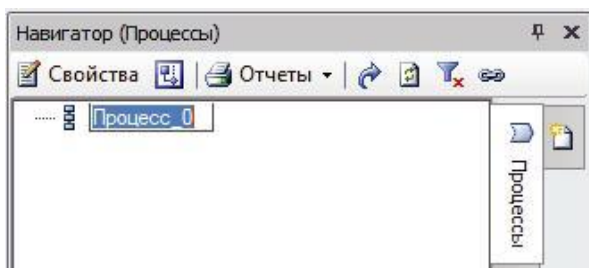 Навигатор (Процессы)
Свойства Отчеты
Процесс_0
Процессы